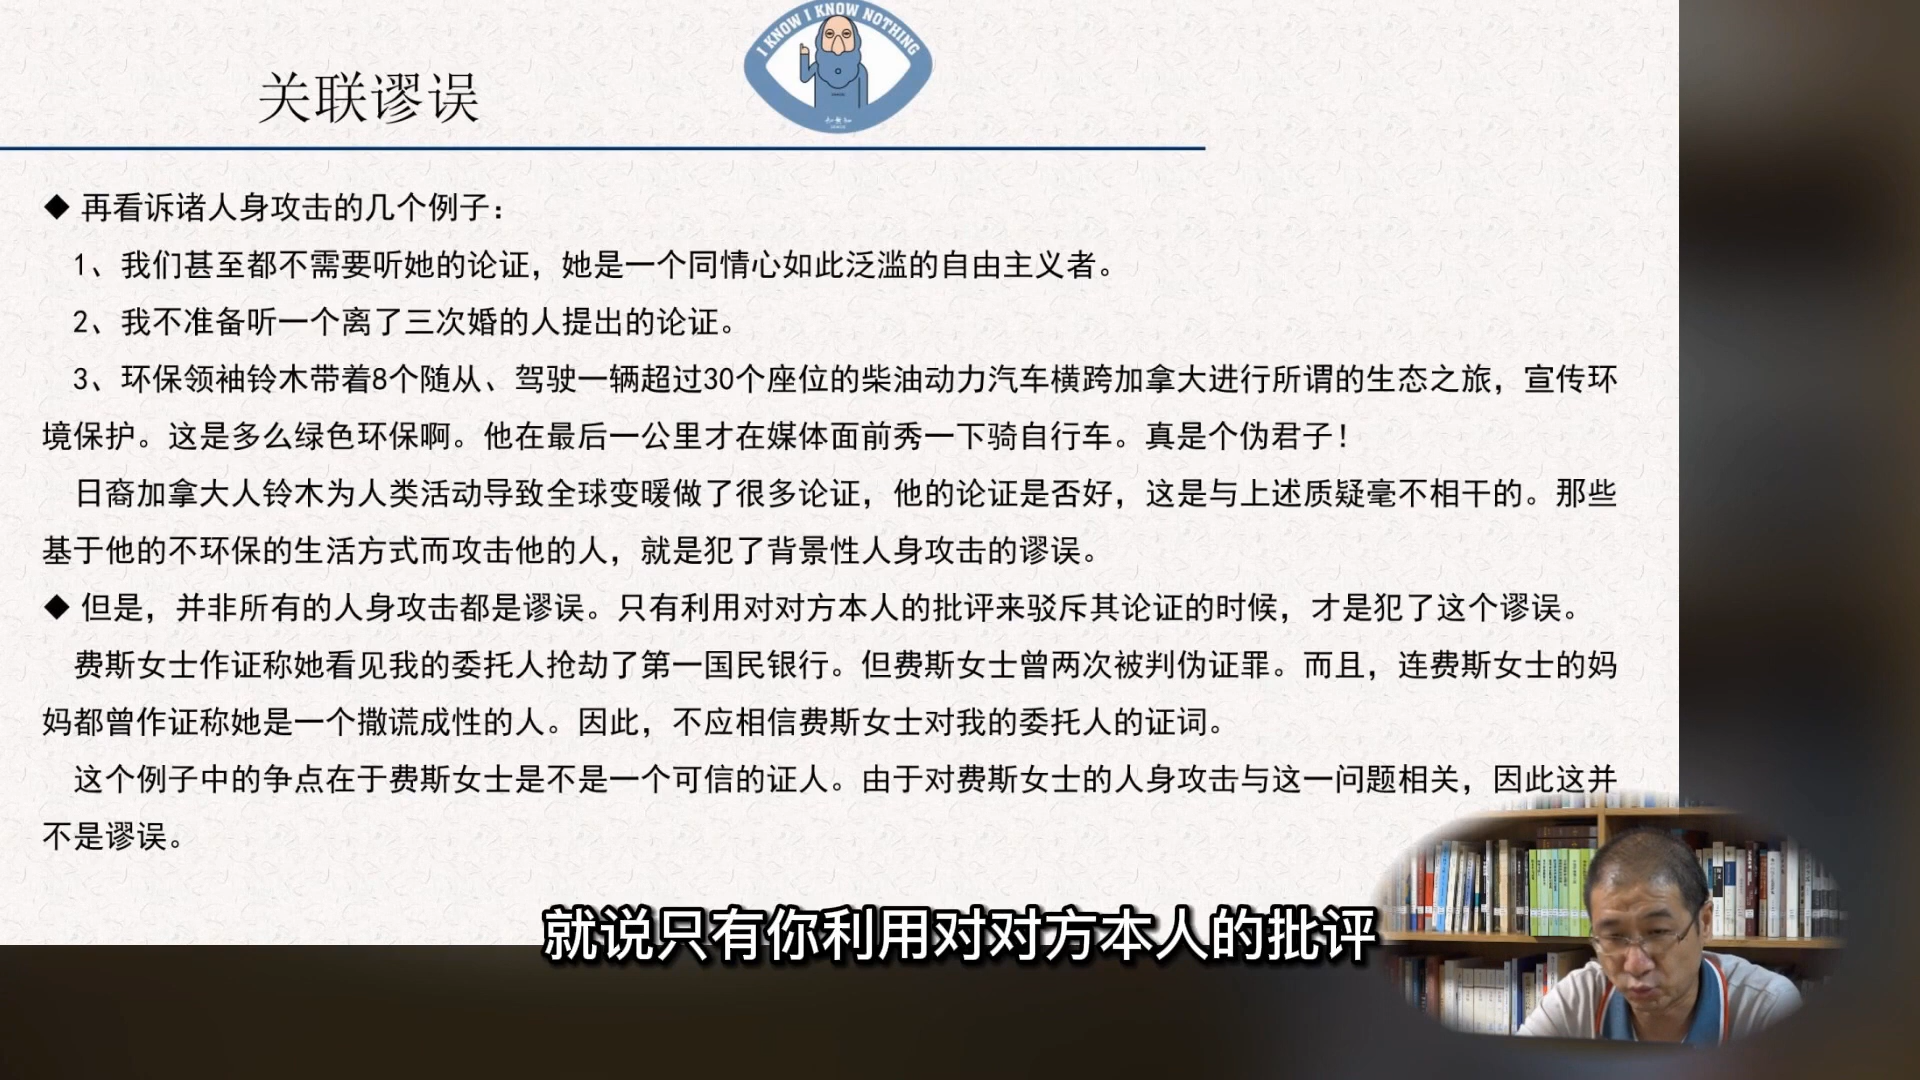 I KNOW I KNOW NOTHING
关联谬误
◆ 再看诉诸人身攻击的几个例子：
1、我们甚至都不需要听她的论证，她是一个同情心如此泛滥的自由主义者。
2、我不准备听一个离了三次婚的人提出的论证。
3、环保领袖铃木带着8个随从、驾驶一辆超过30个座位的柴油动力汽车横跨加拿大进行所谓的生态之旅，宣传环
境保护。这是多么绿色环保啊。他在最后一公里才在媒体面前秀一下骑自行车。真是个伪君子！
日裔加拿大人铃木为人类活动导致全球变暖做了很多论证，他的论证是否好，这是与上述质疑毫不相干的。那些
基于他的不环保的生活方式而攻击他的人，就是犯了背景性人身攻击的谬误。
◆ 但是，并非所有的人身攻击都是谬误。只有利用对对方本人的批评来驳斥其论证的时候，才是犯了这个谬误。
费斯女士作证称她看见我的委托人抢劫了第一国民银行。但费斯女士曾两次被判伪证罪。而且，连费斯女士的妈
妈都曾作证称她是一个撒谎成性的人。因此，不应相信费斯女士对我的委托人的证词。
这个例子中的争点在于费斯女士是不是一个可信的证人。由于对费斯女士的人身攻击与这一问题相关，因此这并
不是谬误。
就说只有你利用对对方本人的批评